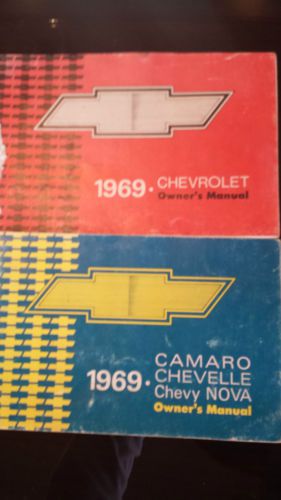 1969. CHEVROLET
Owner's Manual
CAMARO
1969. CHEVELLE
Chevy NOVA
Owner's Manual